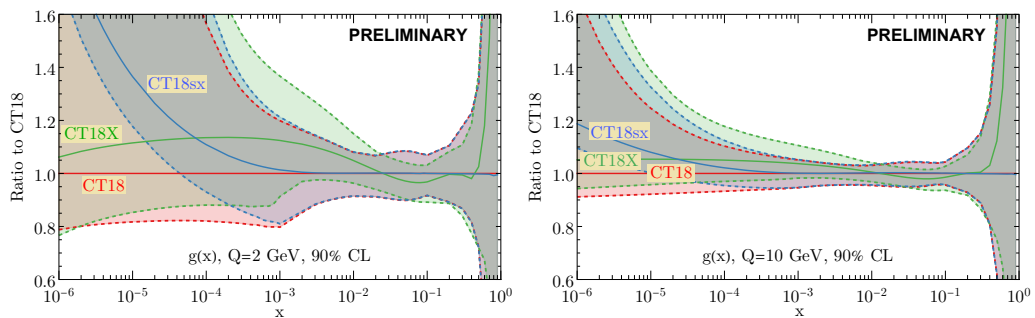 PRELIMINARY
Ratio to CT18
1.6
1.4
1.2
1.0
0.8
0.6
CT18sx
CT18X
CT18
g(x), Q=2 GeV, 90% CL
10⁻⁶ 10⁻⁵ 10⁻⁴ 10⁻³ 10⁻² 10⁻¹ 10⁰
x
PRELIMINARY
Ratio to CT18
1.6
1.4
1.2
1.0
0.8
0.6
CT18sx
CT18X
CT18
g(x), Q=10 GeV, 90% CL
10⁻⁶ 10⁻⁵ 10⁻⁴ 10⁻³ 10⁻² 10⁻¹ 10⁰
x